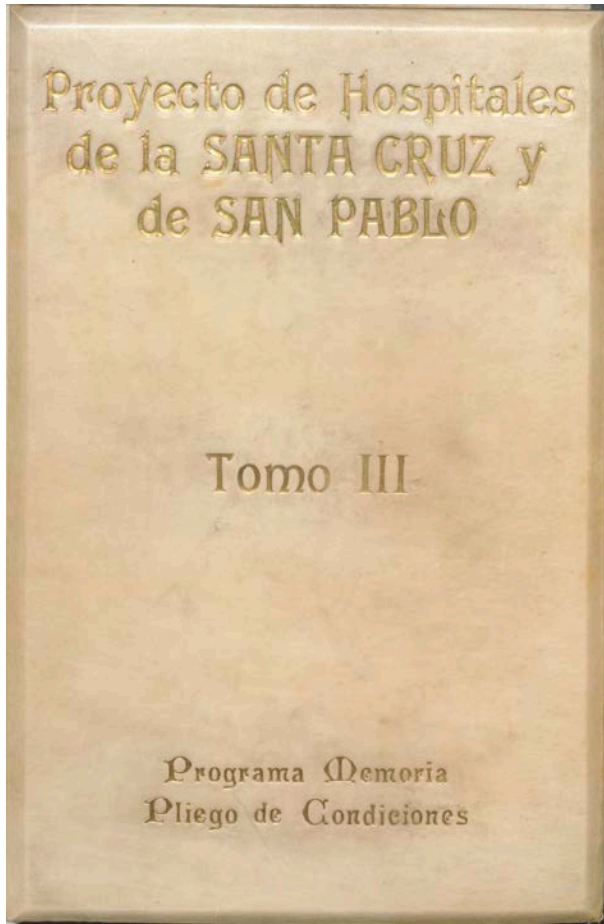 Proyecto de Hospitales
de la SANTA CRUZ y
de SAN PABLO
Tomo III
Programa Memoria
Pliego de Condiciones